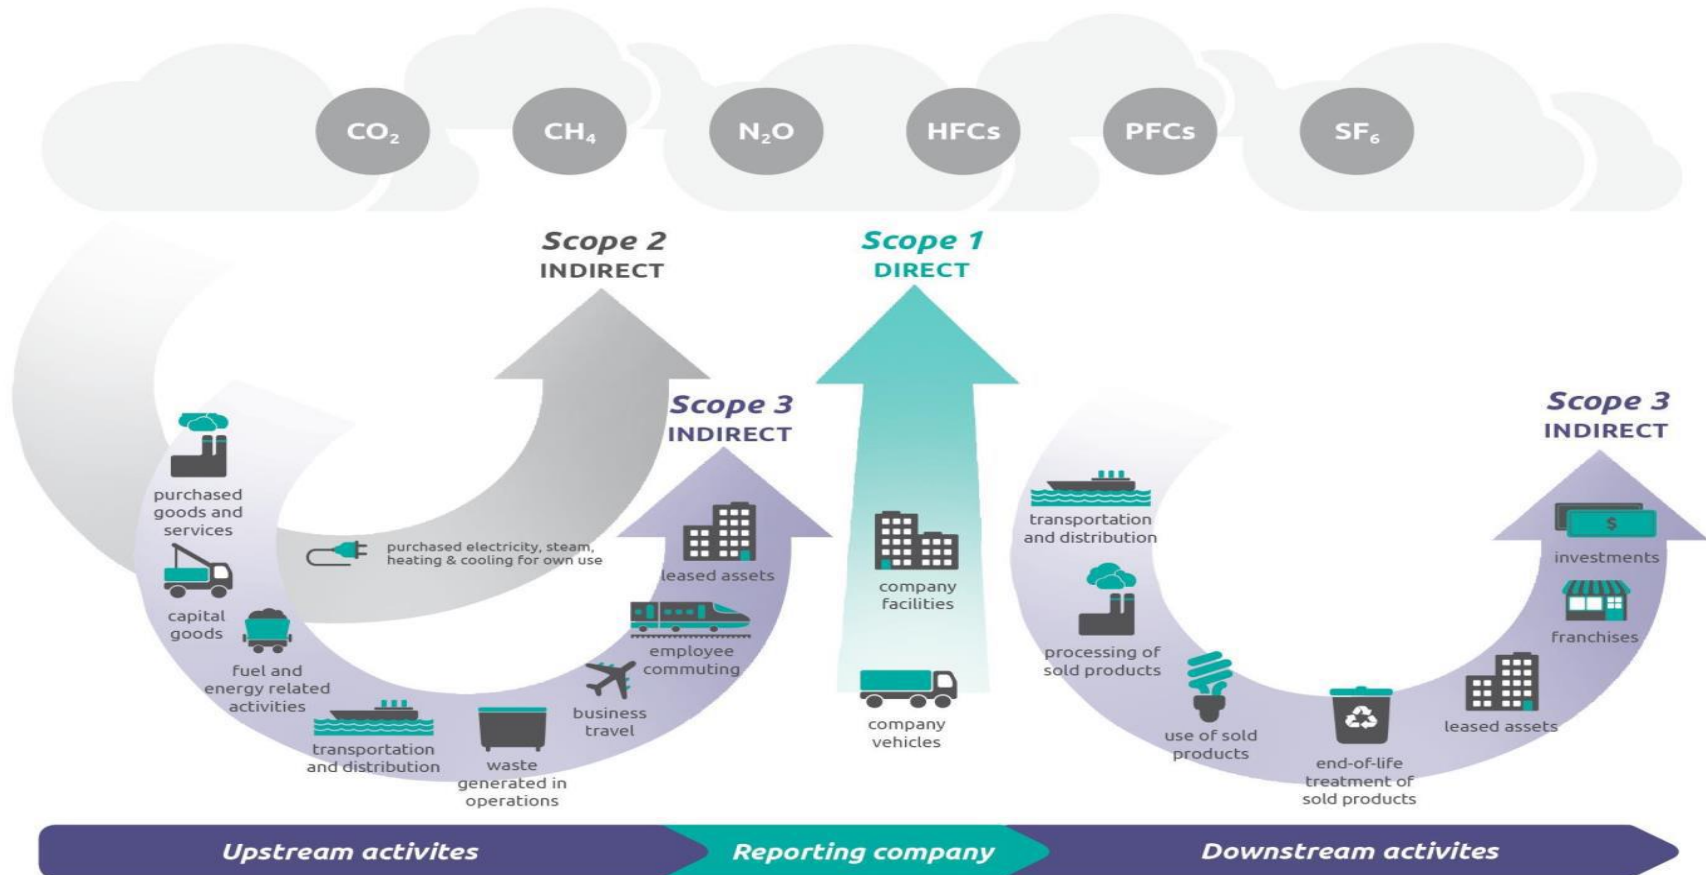 CO₂
CH₄
N₂O
HFCs
PFCs
SF₆
Scope 2
INDIRECT
Scope 1
DIRECT
Scope 3
INDIRECT
Scope 3
INDIRECT
purchased
goods and
services
capital
goods
fuel and
energy related
activities
transportation
and distribution
waste
generated in
operations
business
travel
employee
commuting
leased assets
purchased electricity, steam,
heating & cooling for own use
company
facilities
company
vehicles
transportation
and distribution
processing of
sold products
use of sold
products
end-of-life
treatment of
sold products
leased assets
franchises
investments
$
Upstream activites
Reporting company
Downstream activites